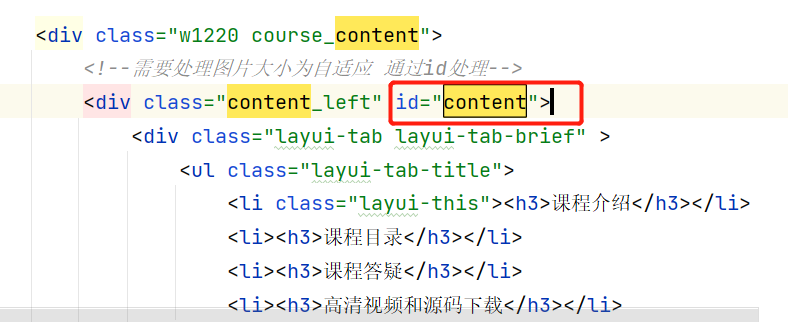 <div class="w1220 course_content">
<!--需要处理图片大小为自适应 通过id处理-->
<div class="content_left" id="content">
<div class="layui-tab layui-tab-brief" >
<ul class="layui-tab-title">
<li class="layui-this"><h3>课程介绍</h3></li>
<li><h3>课程目录</h3></li>
<li><h3>课程答疑</h3></li>
<li><h3>高清视频和源码下载</h3></li>